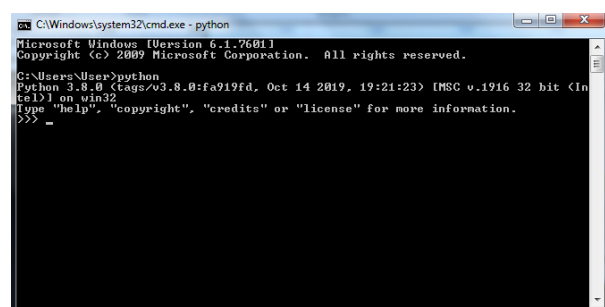 C:\Windows\system32\cmd.exe - python
Microsoft Windows [Version 6.1.7601]
Copyright (c) 2009 Microsoft Corporation.  All rights reserved.
C:\Users\User>python
Python 3.8.0 (tags/v3.8.0:fa919fd, Oct 14 2019, 19:21:23) [MSC v.1916 32 bit (In
tel)] on win32
Type "help", "copyright", "credits" or "license" for more information.
>>> _